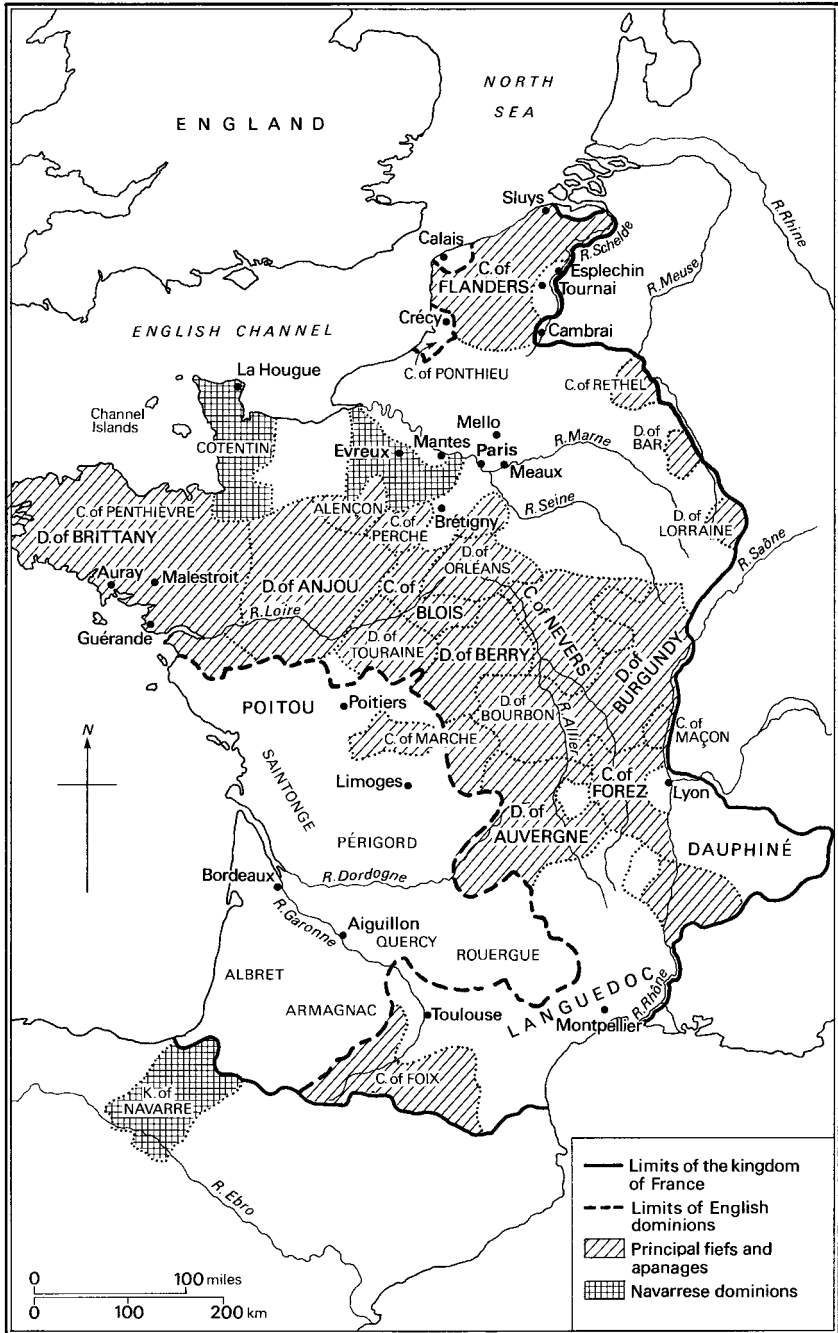 NORTH
SEA
ENGLAND
R.Rhine
Sluys
Calais
R.Schelde
C.of
FLANDERS
Esplechin
Tournai
R.Meuse
Crécy
Cambrai
ENGLISH CHANNEL
C.of PONTHIEU
La Hougue
C.of RETHEL
Channel
Islands
Mello
COTENTIN
Evreux
Mantes
Paris
R.Marne
D.of
BAR
Meaux
C.of PENTHIÈVRE
ALENÇON
C.of
PERCHE
Brétigny
R.Seine
D.of
LORRAINE
D.of BRITTANY
D.of
ORLÉANS
R.Saône
Auray
Malestroit
D.of ANJOU
C.of
BLOIS
C.of NEVERS
R.Loire
Guérande
D.of
TOURAINE
D.of BERRY
D.of
BURGUNDY
POITOU
Poitiers
D.of
BOURBON
R.Allier
C.of
MAÇON
N
C.of MARCHE
SAINTONGE
Limoges
C.of
FOREZ
Lyon
PÉRIGORD
D.of
AUVERGNE
DAUPHINÉ
Bordeaux
R.Dordogne
R.Garonne
Aiguillon
QUERCY
ROUERGUE
ALBRET
LANGUEDOC
R.Rhône
ARMAGNAC
Toulouse
Montpellier
C.of FOIX
K.of
NAVARRE
R.Ebro
Limits of the kingdom
of France
Limits of English
dominions
Principal fiefs and
apanages
Navarrese dominions
0 100 miles
0 100 200 km